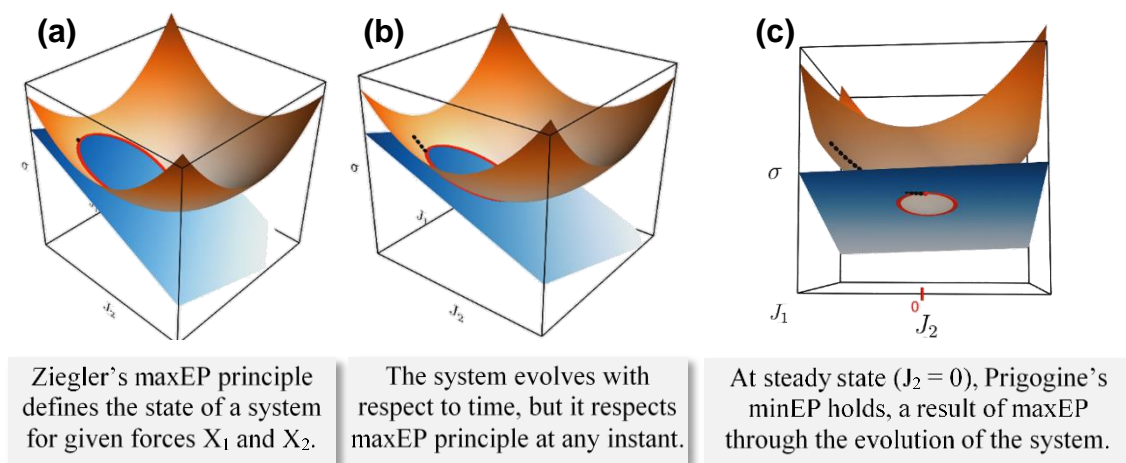 (a)
σ
J₂
(b)
σ
J₁
J₂
(c)
σ
0
J₁
J₂
Ziegler's maxEP principle
defines the state of a system
for given forces X₁ and X₂.
The system evolves with
respect to time, but it respects
maxEP principle at any instant.
At steady state (J₂ = 0), Prigogine's
minEP holds, a result of maxEP
through the evolution of the system.